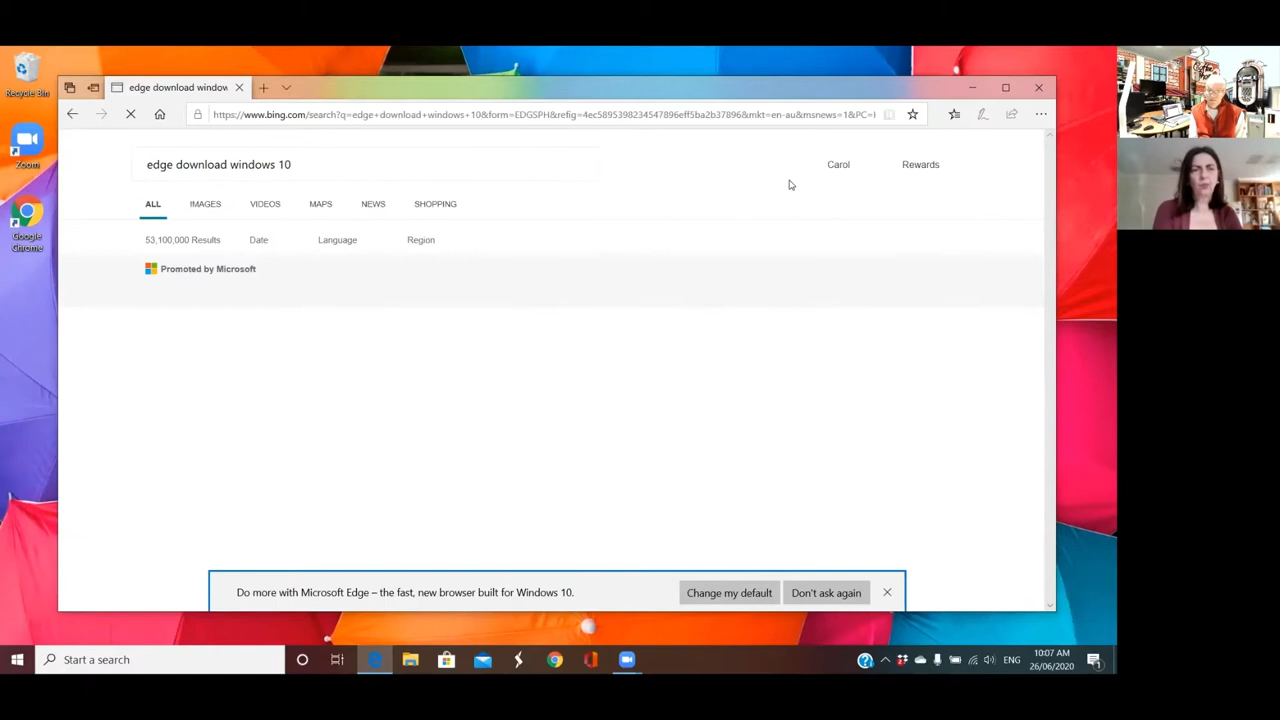 edge download window
https://www.bing.com/search?q=edge+download+windows+10&form=EDGSPH&refig=4ec5895398234547896eff5ba2b37896&mkt=en-au&msnews=1&PC=
edge download windows 10
Carol
Rewards
ALL
IMAGES
VIDEOS
MAPS
NEWS
SHOPPING
53,100,000 Results
Date
Language
Region
Promoted by Microsoft
Do more with Microsoft Edge – the fast, new browser built for Windows 10.
Change my default
Don't ask again
Recycle Bin
Zoom
Google
Chrome
Start a search
ENG
10:07 AM
26/06/2020
1